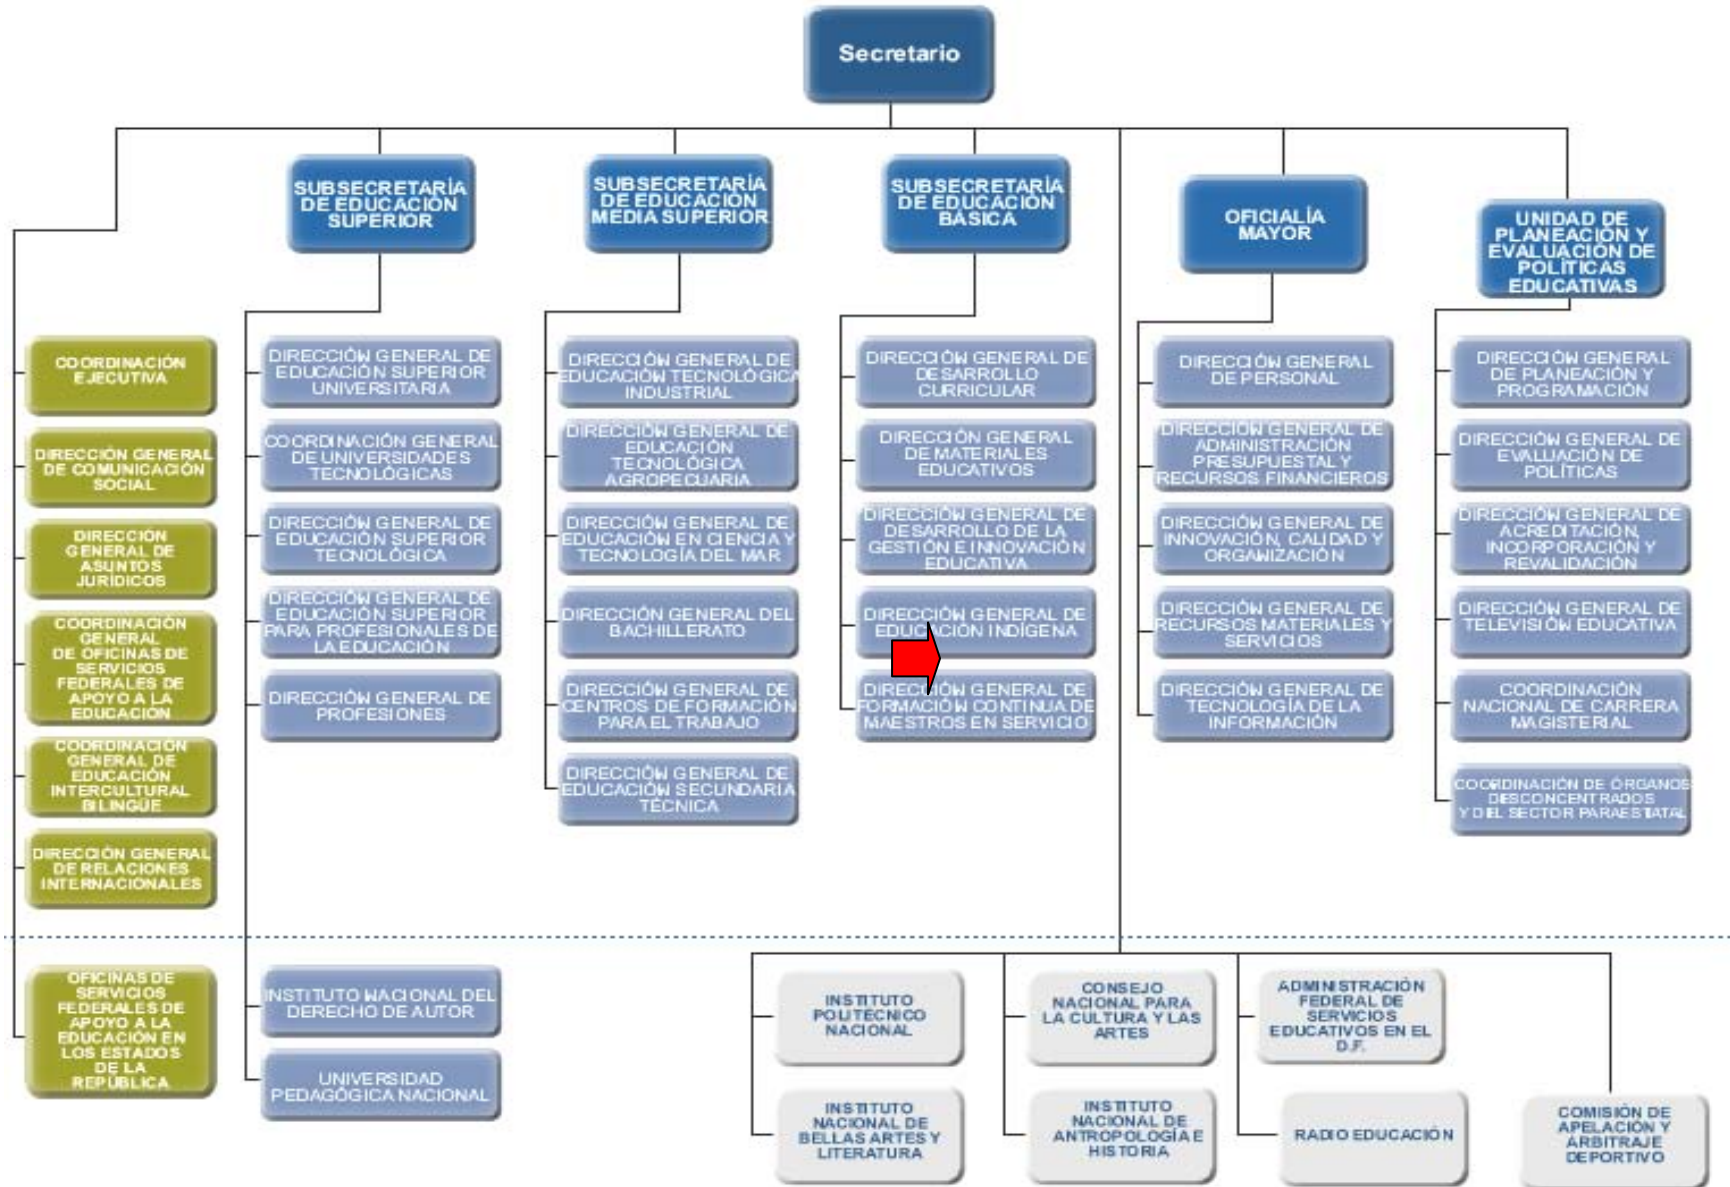 Secretario
SUBSECRETARÍA
DE EDUCACIÓN
SUPERIOR
SUBSECRETARÍA
DE EDUCACIÓN
MEDIA SUPERIOR
SUBSECRETARÍA
DE EDUCACIÓN
BÁSICA
OFICIALÍA
MAYOR
UNIDAD DE
PLANEACIÓN Y
EVALUACIÓN DE
POLÍTICAS
EDUCATIVAS
COORDINACIÓN
EJECUTIVA
DIRECCIÓN GENERAL
DE COMUNICACIÓN
SOCIAL
DIRECCIÓN
GENERAL DE
ASUNTOS
JURÍDICOS
COORDINACIÓN
GENERAL
DE OFICINAS DE
SERVICIOS
FEDERALES DE
APOYO A LA
EDUCACIÓN
COORDINACIÓN
GENERAL DE
EDUCACIÓN
INTERCULTURAL
BILINGÜE
DIRECCIÓN GENERAL
DE RELACIONES
INTERNACIONALES
OFICINAS DE
SERVICIOS
FEDERALES DE
APOYO A LA
EDUCACIÓN EN
LOS ESTADOS
DE LA
REPÚBLICA
DIRECCIÓN GENERAL DE
EDUCACIÓN SUPERIOR
UNIVERSITARIA
COORDINACIÓN GENERAL
DE UNIVERSIDADES
TECNOLÓGICAS
DIRECCIÓN GENERAL DE
EDUCACIÓN SUPERIOR
TECNOLÓGICA
DIRECCIÓN GENERAL DE
EDUCACIÓN SUPERIOR
PARA PROFESIONALES DE
LA EDUCACIÓN
DIRECCIÓN GENERAL DE
PROFESIONES
INSTITUTO NACIONAL DEL
DERECHO DE AUTOR
UNIVERSIDAD
PEDAGÓGICA NACIONAL
DIRECCIÓN GENERAL DE
EDUCACIÓN TECNOLÓGICA
INDUSTRIAL
DIRECCIÓN GENERAL DE
EDUCACIÓN
TECNOLÓGICA
AGROPECUARIA
DIRECCIÓN GENERAL DE
EDUCACIÓN EN CIENCIA Y
TECNOLOGÍA DEL MAR
DIRECCIÓN GENERAL DEL
BACHILLERATO
DIRECCIÓN GENERAL DE
CENTROS DE FORMACIÓN
PARA EL TRABAJO
DIRECCIÓN GENERAL DE
EDUCACIÓN SECUNDARIA
TÉCNICA
DIRECCIÓN GENERAL DE
DESARROLLO
CURRICULAR
DIRECCIÓN GENERAL
DE MATERIALES
EDUCATIVOS
DIRECCIÓN GENERAL DE
DESARROLLO DE LA
GESTIÓN E INNOVACIÓN
EDUCATIVA
DIRECCIÓN GENERAL DE
EDUCACIÓN INDÍGENA
DIRECCIÓN GENERAL DE
FORMACIÓN CONTINUA DE
MAESTROS EN SERVICIO
DIRECCIÓN GENERAL
DE PERSONAL
DIRECCIÓN GENERAL DE
ADMINISTRACIÓN
PRESUPUESTAL Y
RECURSOS FINANCIEROS
DIRECCIÓN GENERAL DE
INNOVACIÓN, CALIDAD Y
ORGANIZACIÓN
DIRECCIÓN GENERAL DE
RECURSOS MATERIALES Y
SERVICIOS
DIRECCIÓN GENERAL DE
TECNOLOGÍA DE LA
INFORMACIÓN
DIRECCIÓN GENERAL
DE PLANEACIÓN Y
PROGRAMACIÓN
DIRECCIÓN GENERAL DE
EVALUACIÓN DE
POLÍTICAS
DIRECCIÓN GENERAL DE
ACREDITACIÓN,
INCORPORACIÓN Y
REVALIDACIÓN
DIRECCIÓN GENERAL DE
TELEVISIÓN EDUCATIVA
COORDINACIÓN
NACIONAL DE CARRERA
MAGISTERIAL
COORDINACIÓN DE ÓRGANOS
DESCONCENTRADOS
Y DEL SECTOR PARAESTATAL
INSTITUTO
POLITÉCNICO
NACIONAL
CONSEJO
NACIONAL PARA
LA CULTURA Y LAS
ARTES
ADMINISTRACIÓN
FEDERAL DE
SERVICIOS
EDUCATIVOS EN EL
D.F.
INSTITUTO
NACIONAL DE
BELLAS ARTES Y
LITERATURA
INSTITUTO
NACIONAL DE
ANTROPOLOGÍA E
HISTORIA
RADIO EDUCACIÓN
COMISIÓN DE
APELACIÓN Y
ARBITRAJE
DEPORTIVO